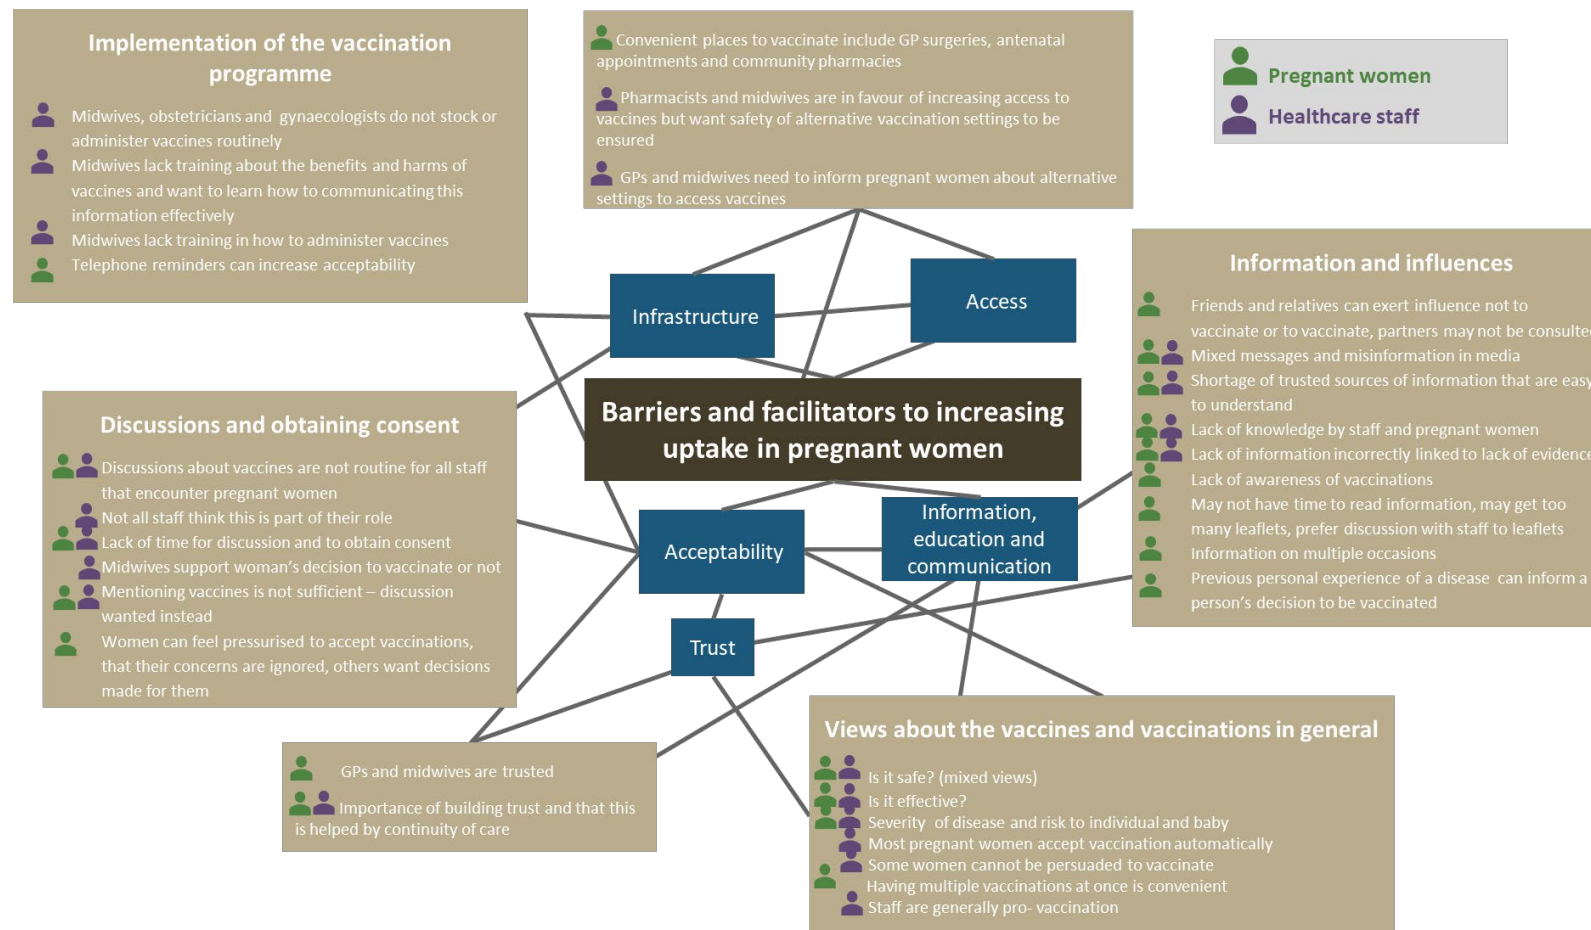 Implementation of the vaccination
programme
Midwives, obstetricians and gynaecologists do not stock or
administer vaccines routinely
Midwives lack training about the benefits and harms of
vaccines and want to learn how to communicating this
information effectively
Midwives lack training in how to administer vaccines
Telephone reminders can increase acceptability
Convenient places to vaccinate include GP surgeries, antenatal
appointments and community pharmacies
Pharmacists and midwives are in favour of increasing access to
vaccines but want safety of alternative vaccination settings to be
ensured
GPs and midwives need to inform pregnant women about alternative
settings to access vaccines
Pregnant women
Healthcare staff
Infrastructure
Access
Information and influences
Friends and relatives can exert influence not to
vaccinate or to vaccinate, partners may not be consulted
Mixed messages and misinformation in media
Shortage of trusted sources of information that are easy
to understand
Lack of knowledge by staff and pregnant women
Lack of information incorrectly linked to lack of evidence
Lack of awareness of vaccinations
May not have time to read information, may get too
many leaflets, prefer discussion with staff to leaflets
Information on multiple occasions
Previous personal experience of a disease can inform a
person's decision to be vaccinated
Barriers and facilitators to increasing
uptake in pregnant women
Discussions and obtaining consent
Discussions about vaccines are not routine for all staff
that encounter pregnant women
Not all staff think this is part of their role
Lack of time for discussion and to obtain consent
Midwives support woman's decision to vaccinate or not
Mentioning vaccines is not sufficient – discussion
wanted instead
Women can feel pressurised to accept vaccinations,
that their concerns are ignored, others want decisions
made for them
Acceptability
Information,
education and
communication
Trust
GPs and midwives are trusted
Importance of building trust and that this
is helped by continuity of care
Views about the vaccines and vaccinations in general
Is it safe? (mixed views)
Is it effective?
Severity of disease and risk to individual and baby
Most pregnant women accept vaccination automatically
Some women cannot be persuaded to vaccinate
Having multiple vaccinations at once is convenient
Staff are generally pro- vaccination